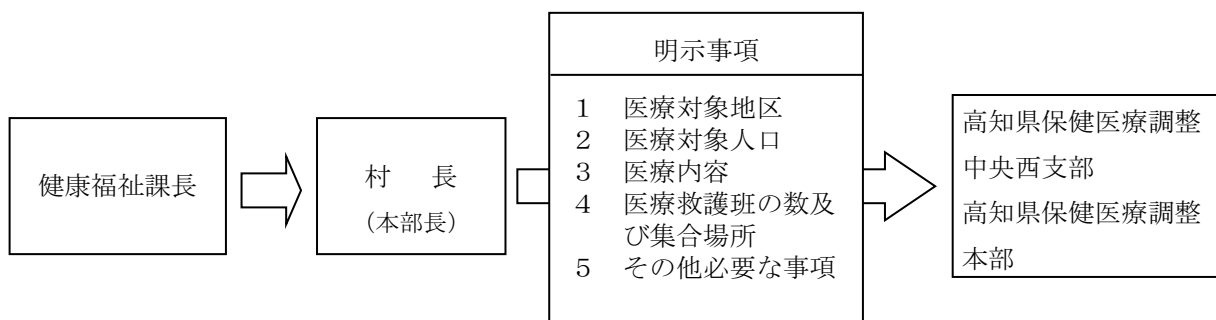 健康福祉課長
村　長
(本部長)
明示事項
１　医療対象地区
２　医療対象人口
３　医療内容
４　医療救護班の数及
び集合場所
５　その他必要な事項
高知県保健医療調整
中央西支部
高知県保健医療調整
本部